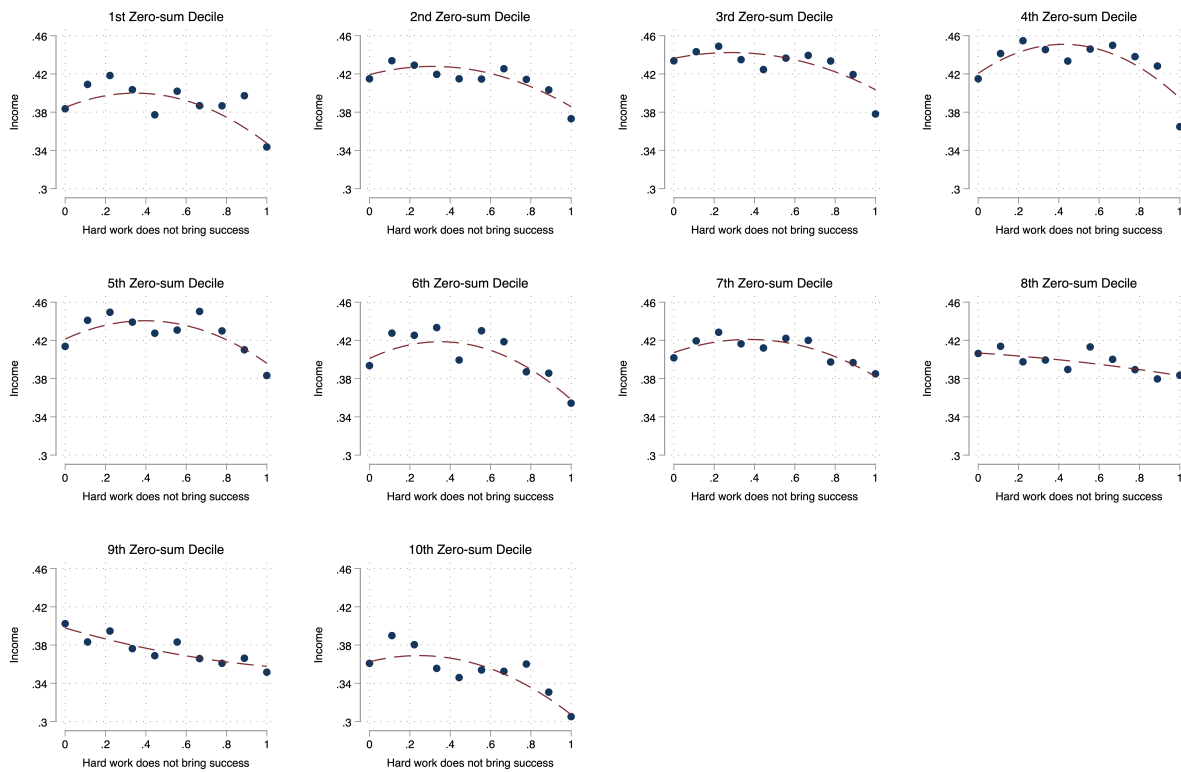 1st Zero-sum Decile
Income
.46
.42
.38
.34
.3
0 .2 .4 .6 .8 1
Hard work does not bring success
2nd Zero-sum Decile
Income
.46
.42
.38
.34
.3
0 .2 .4 .6 .8 1
Hard work does not bring success
3rd Zero-sum Decile
Income
.46
.42
.38
.34
.3
0 .2 .4 .6 .8 1
Hard work does not bring success
4th Zero-sum Decile
Income
.46
.42
.38
.34
.3
0 .2 .4 .6 .8 1
Hard work does not bring success
5th Zero-sum Decile
Income
.46
.42
.38
.34
.3
0 .2 .4 .6 .8 1
Hard work does not bring success
6th Zero-sum Decile
Income
.46
.42
.38
.34
.3
0 .2 .4 .6 .8 1
Hard work does not bring success
7th Zero-sum Decile
Income
.46
.42
.38
.34
.3
0 .2 .4 .6 .8 1
Hard work does not bring success
8th Zero-sum Decile
Income
.46
.42
.38
.34
.3
0 .2 .4 .6 .8 1
Hard work does not bring success
9th Zero-sum Decile
Income
.46
.42
.38
.34
.3
0 .2 .4 .6 .8 1
Hard work does not bring success
10th Zero-sum Decile
Income
.46
.42
.38
.34
.3
0 .2 .4 .6 .8 1
Hard work does not bring success